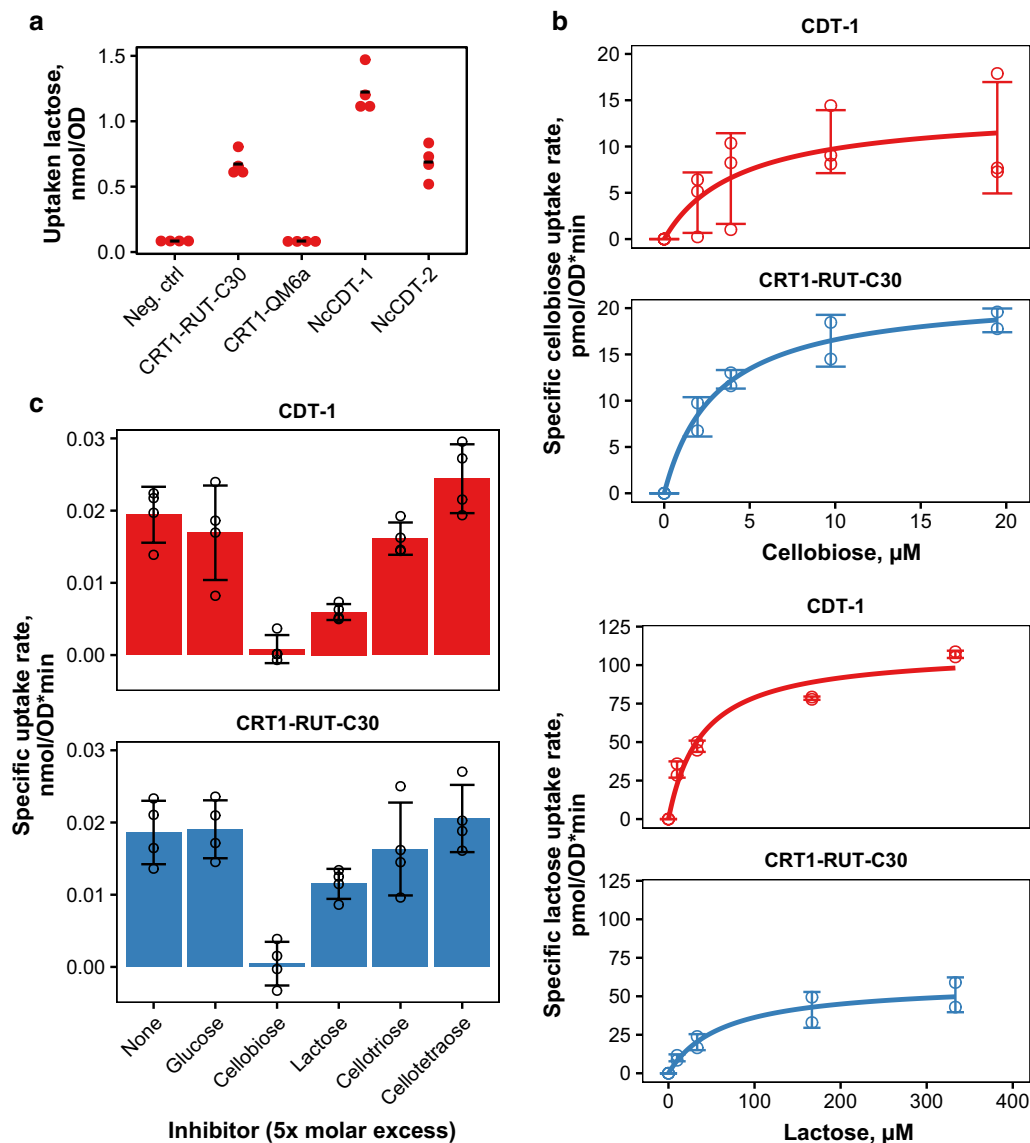 a
Uptaken lactose,
nmol/OD
1.5
1.0
0.5
0.0
Neg. ctrl
CRT1-RUT-C30
CRT1-QM6a
NcCDT-1
NcCDT-2
b
CDT-1
Specific cellobiose uptake rate,
pmol/OD*min
20
15
10
5
0
CRT1-RUT-C30
20
15
10
5
0
0
5
10
15
20
Cellobiose, µM
CDT-1
Specific lactose uptake rate,
pmol/OD*min
125
100
75
50
25
0
CRT1-RUT-C30
125
100
75
50
25
0
0
100
200
300
400
Lactose, µM
c
CDT-1
Specific uptake rate,
nmol/OD*min
0.03
0.02
0.01
0.00
CRT1-RUT-C30
0.03
0.02
0.01
0.00
None
Glucose
Cellobiose
Lactose
Cellotriose
Cellotetraose
Inhibitor (5x molar excess)